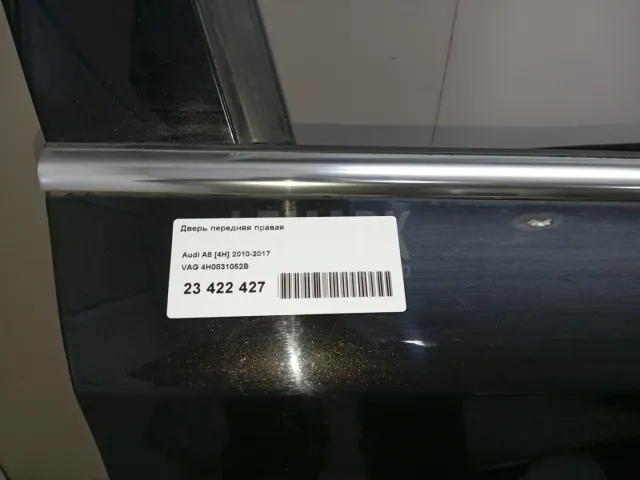 Дверь передняя правая
Audi A8 [4H] 2010-2017
VAG 4H0831052B
23 422 427